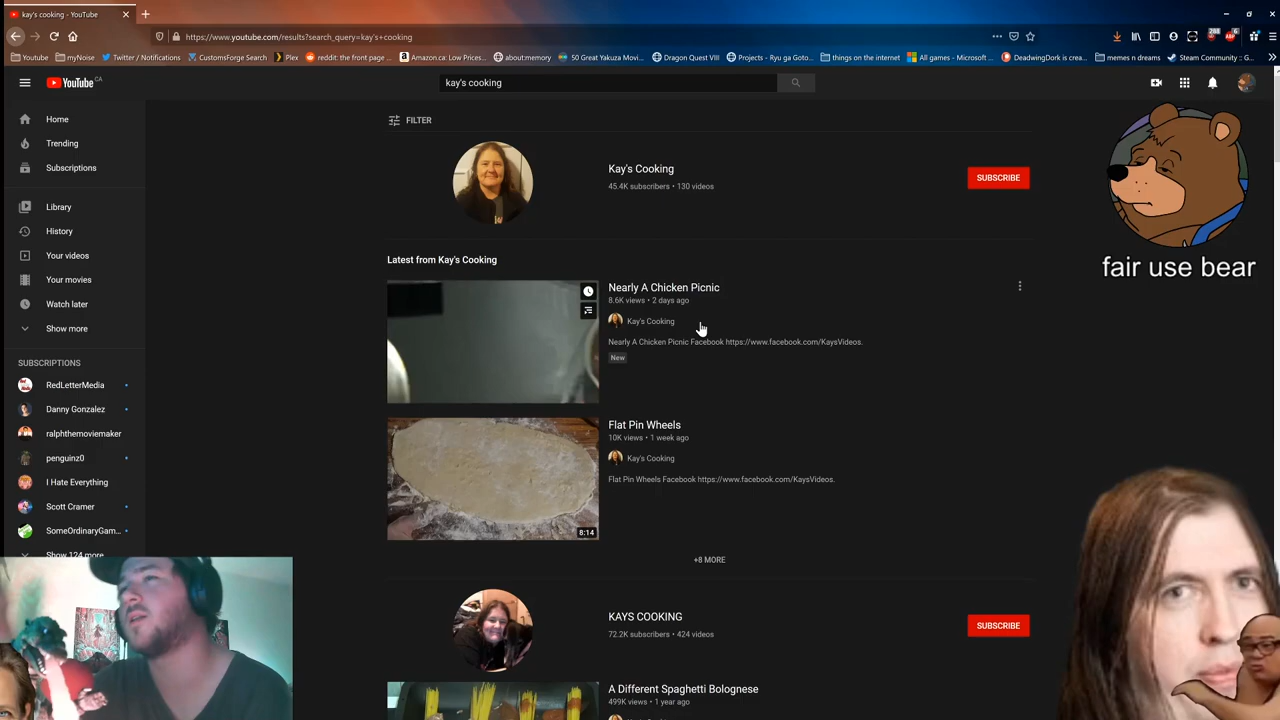 kay's cooking - YouTube
https://www.youtube.com/results?search_query=kay's+cooking
288
6
Youtube
myNoise
Twitter / Notifications
CustomsForge Search
Plex
reddit: the front page ...
Amazon.ca: Low Prices...
about:memory
50 Great Yakuza Movi...
Dragon Quest VIII
Projects - Ryu ga Goto...
things on the internet
All games - Microsoft ...
DeadwingDork is crea...
memes n dreams
Steam Community :: G...
YouTube CA
kay's cooking
Home
Trending
Subscriptions
Library
History
Your videos
Your movies
Watch later
Show more
SUBSCRIPTIONS
RedLetterMedia
Danny Gonzalez
ralphthemoviemaker
penguinz0
I Hate Everything
Scott Cramer
SomeOrdinaryGam...
Show 124 more
FILTER
Kay's Cooking
45.4K subscribers • 130 videos
SUBSCRIBE
Latest from Kay's Cooking
Nearly A Chicken Picnic
8.6K views • 2 days ago
Kay's Cooking
Nearly A Chicken Picnic Facebook https://www.facebook.com/KaysVideos.
New
Flat Pin Wheels
10K views • 1 week ago
Kay's Cooking
Flat Pin Wheels Facebook https://www.facebook.com/KaysVideos.
8:14
+8 MORE
KAYS COOKING
72.2K subscribers • 424 videos
SUBSCRIBE
A Different Spaghetti Bolognese
499K views • 1 year ago
fair use bear